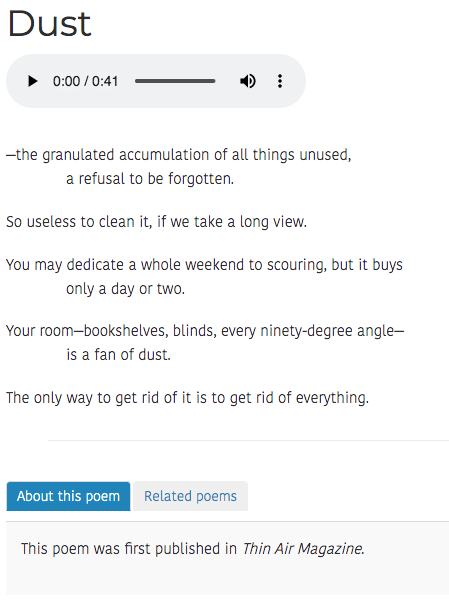 Dust
0:00 / 0:41
—the granulated accumulation of all things unused,
a refusal to be forgotten.
So useless to clean it, if we take a long view.
You may dedicate a whole weekend to scouring, but it buys
only a day or two.
Your room—bookshelves, blinds, every ninety-degree angle—
is a fan of dust.
The only way to get rid of it is to get rid of everything.
About this poem Related poems
This poem was first published in Thin Air Magazine.